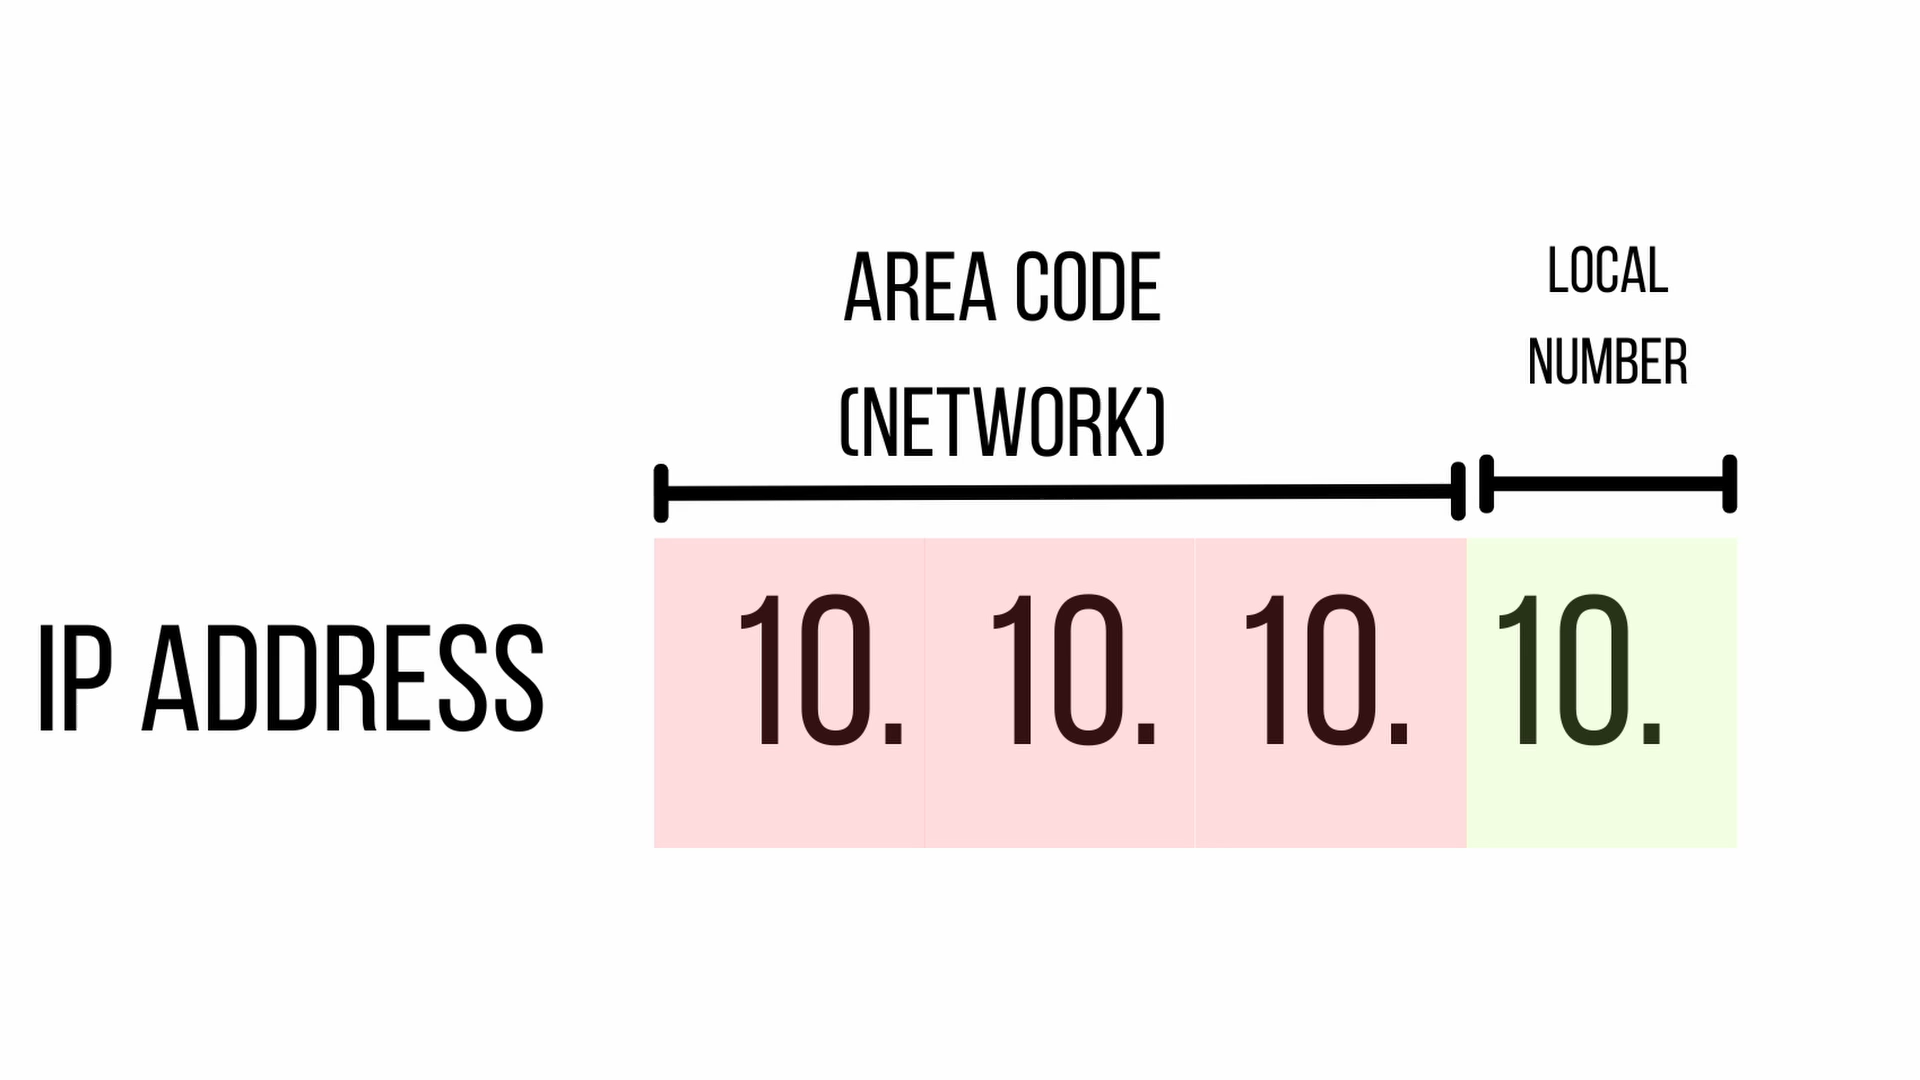 AREA CODE
(NETWORK)
LOCAL
NUMBER
IP ADDRESS
10. 10. 10. 10.